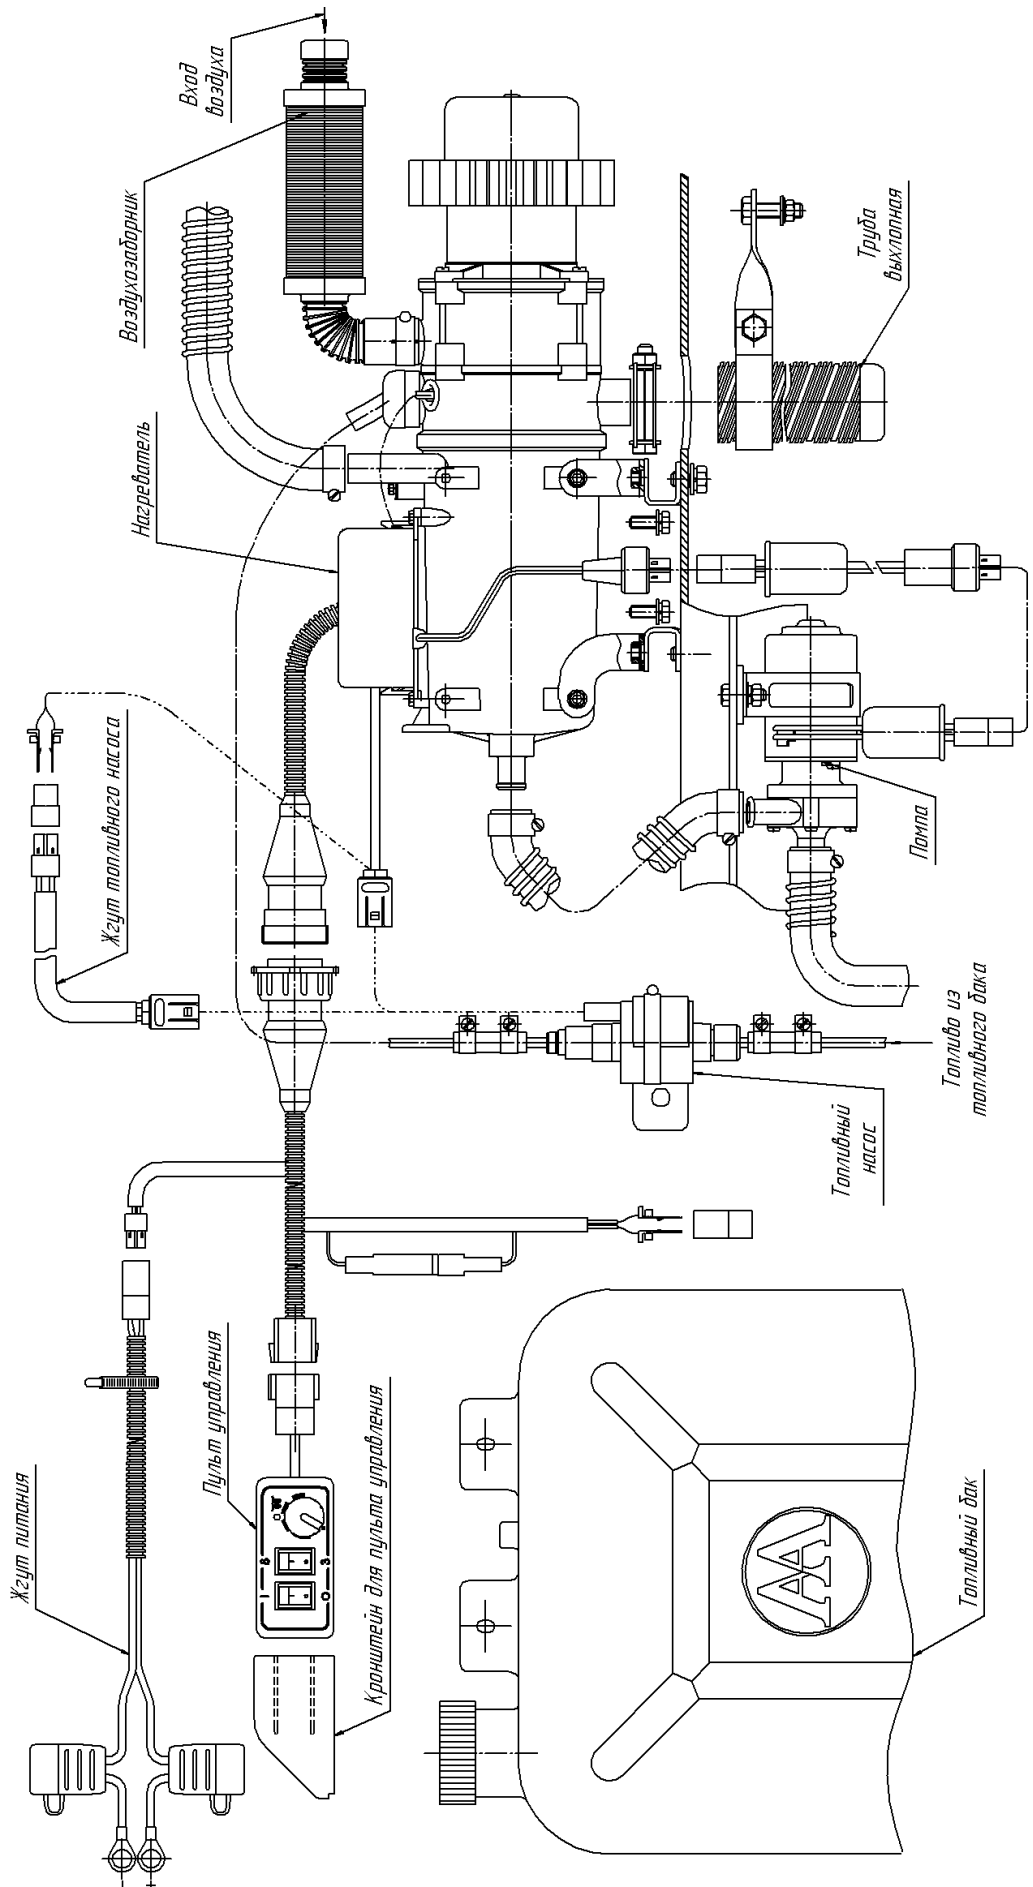 Жгут питания
Пульт управления
Кронштейн для пульта управления
Топливный бак
Жгут топливного насоса
Топливный
насос
Топливо из
топливного бака
Нагреватель
Помпа
Воздухозаборник
Вход
воздуха
Труба
выхлопная